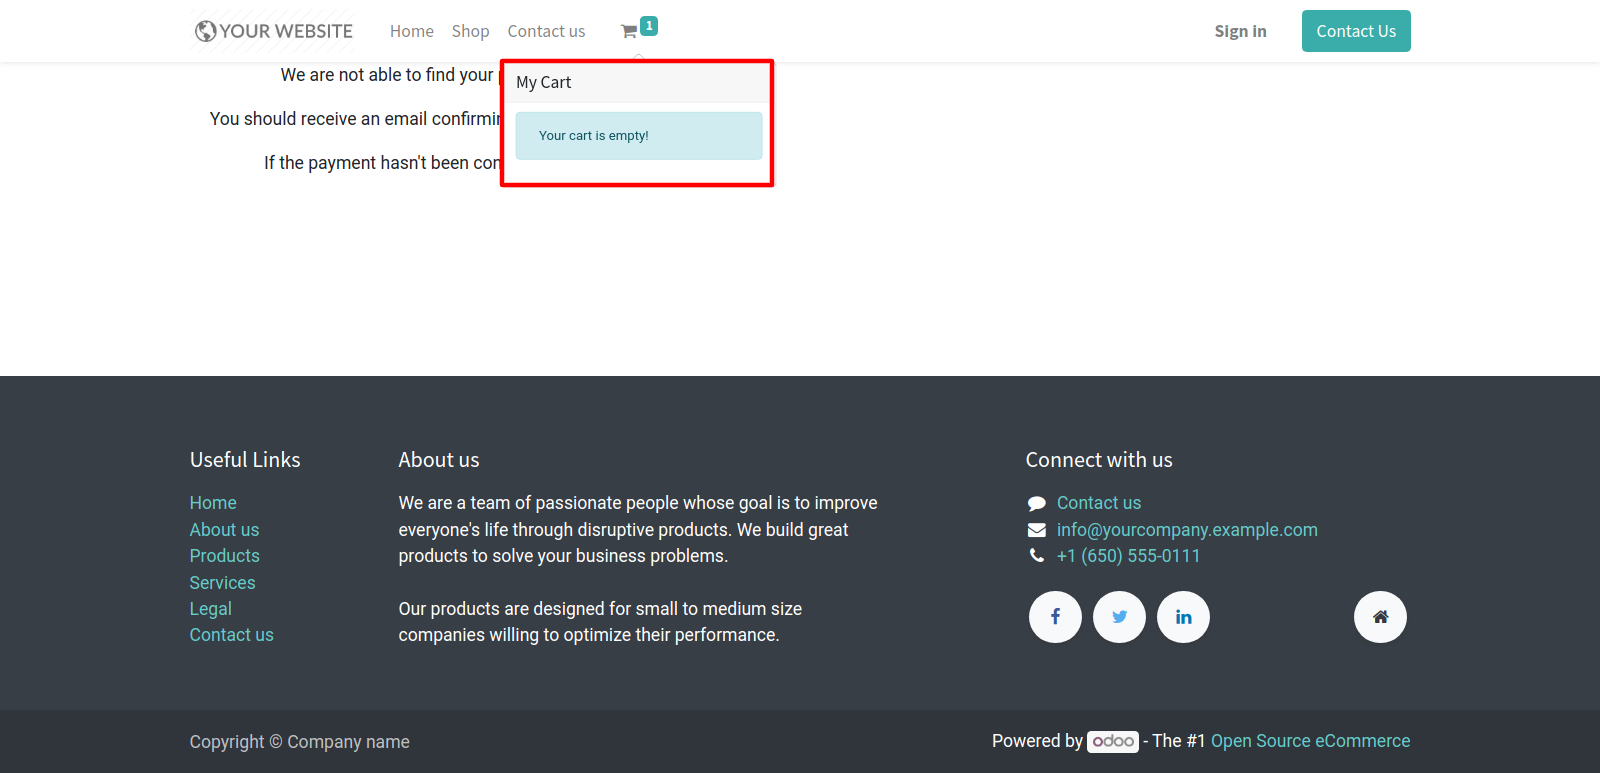 YOUR WEBSITE Home Shop Contact us 1 Sign in Contact Us
We are not able to find your
My Cart
You should receive an email
Your cart is empty!
If the payment hasn't been
Useful Links
Home
About us
Products
Services
Legal
Contact us
About us
We are a team of passionate people whose goal is to improve
everyone's life through disruptive products. We build great
products to solve your business problems.
Our products are designed for small to medium size
companies willing to optimize their performance.
Connect with us
Contact us
info@yourcompany.example.com
+1 (650) 555-0111
Copyright © Company name
Powered by odoo - The #1 Open Source eCommerce